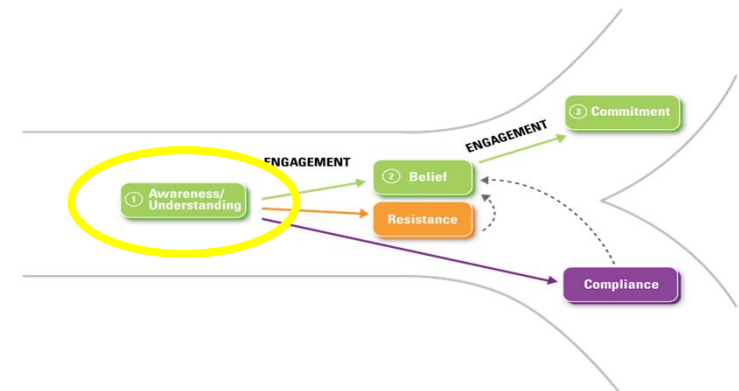 3 Commitment
ENGAGEMENT
ENGAGEMENT
2 Belief
1 Awareness/
Understanding
Resistance
Compliance